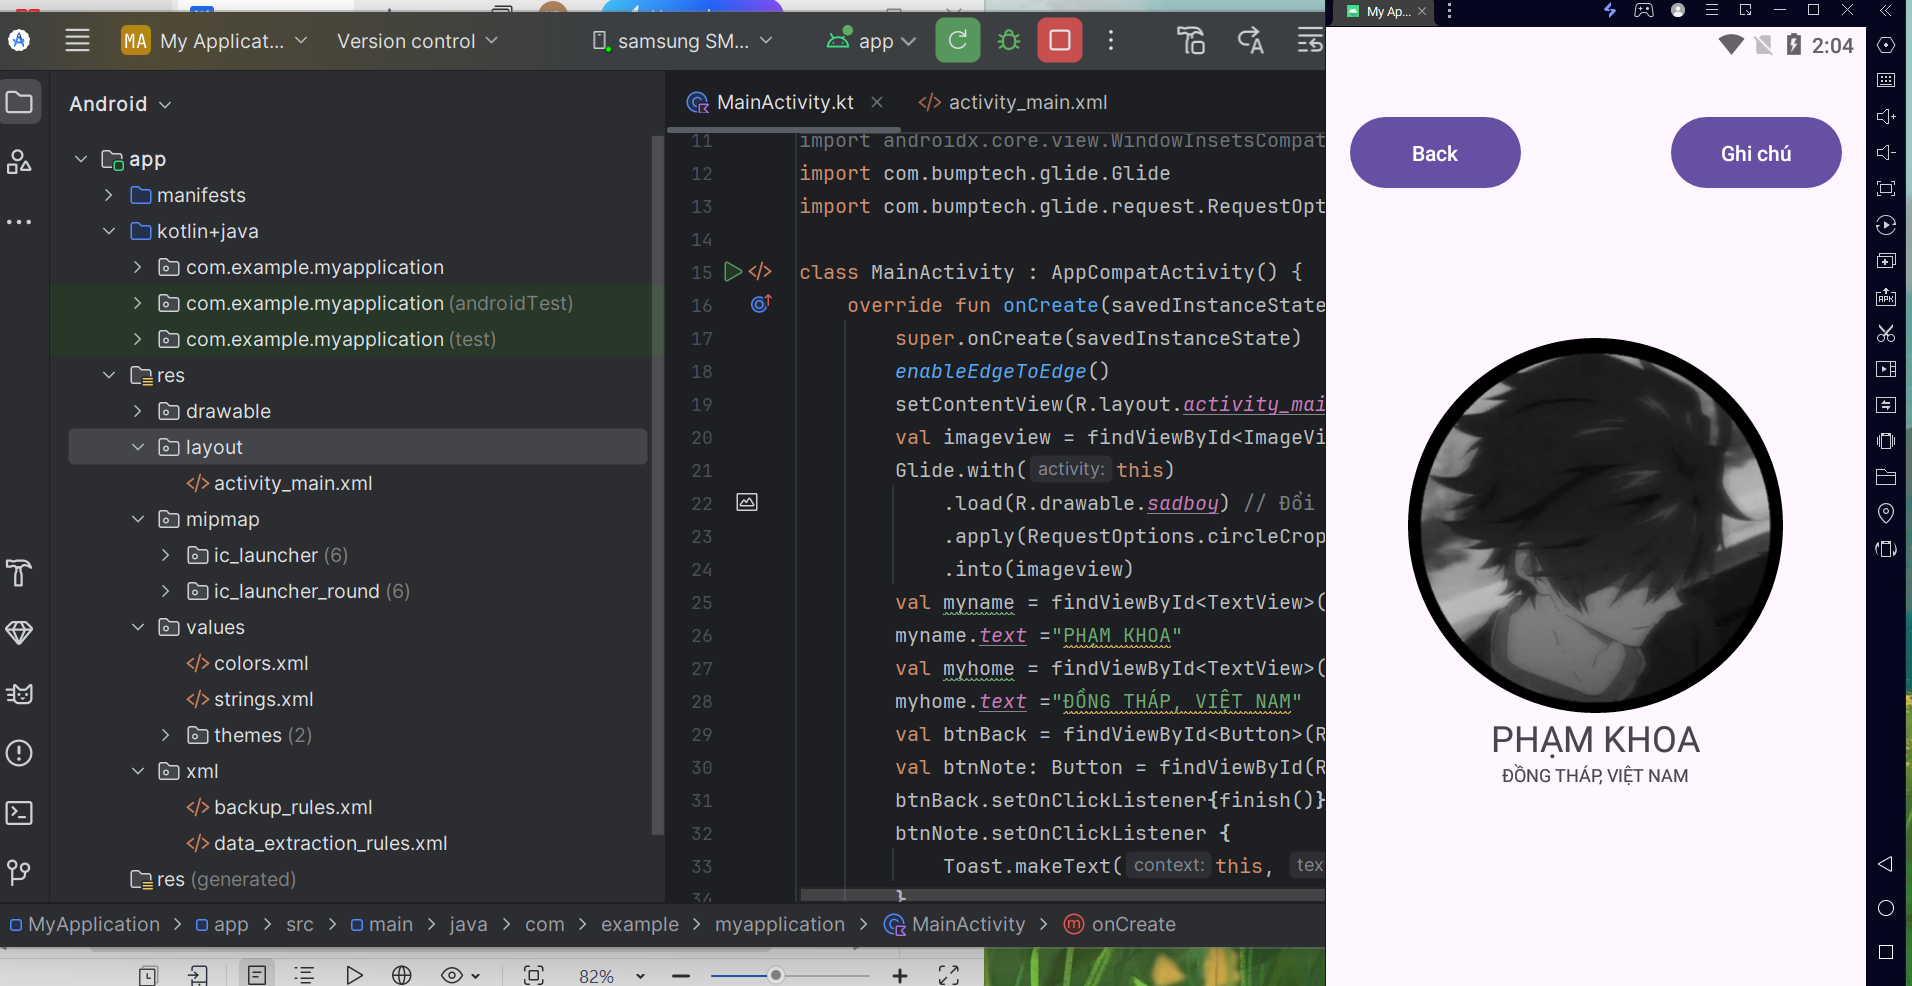 MA My Applicat...
Version control
samsung SM...
app
Android
app
manifests
kotlin+java
com.example.myapplication
com.example.myapplication (androidTest)
com.example.myapplication (test)
res
drawable
layout
activity_main.xml
mipmap
ic_launcher (6)
ic_launcher_round (6)
values
colors.xml
strings.xml
themes (2)
xml
backup_rules.xml
data_extraction_rules.xml
res (generated)
MainActivity.kt
activity_main.xml
11 import androidx.core.view.WindowInsetsCompat
12 import com.bumptech.glide.Glide
13 import com.bumptech.glide.request.RequestOpt
14
15 class MainActivity : AppCompatActivity() {
16 override fun onCreate(savedInstanceState
17 super.onCreate(savedInstanceState)
18 enableEdgeToEdge()
19 setContentView(R.layout.activity_mai
20 val imageview = findViewById<ImageVi
21 Glide.with( activity: this)
22 .load(R.drawable.sadboy) // Đổi
23 .apply(RequestOptions.circleCrop
24 .into(imageview)
25 val myname = findViewById<TextView>(
26 myname.text ="PHẠM KHOA"
27 val myhome = findViewById<TextView>(
28 myhome.text ="ĐỒNG THÁP, VIỆT NAM"
29 val btnBack = findViewById<Button>(R
30 val btnNote: Button = findViewById(R
31 btnBack.setOnClickListener{finish()}
32 btnNote.setOnClickListener {
33 Toast.makeText( context: this, tex
34 }
MyApplication > app > src > main > java > com > example > myapplication > MainActivity > onCreate
82%
My Ap...
2:04
Back
Ghi chú
PHẠM KHOA
ĐỒNG THÁP, VIỆT NAM
APK